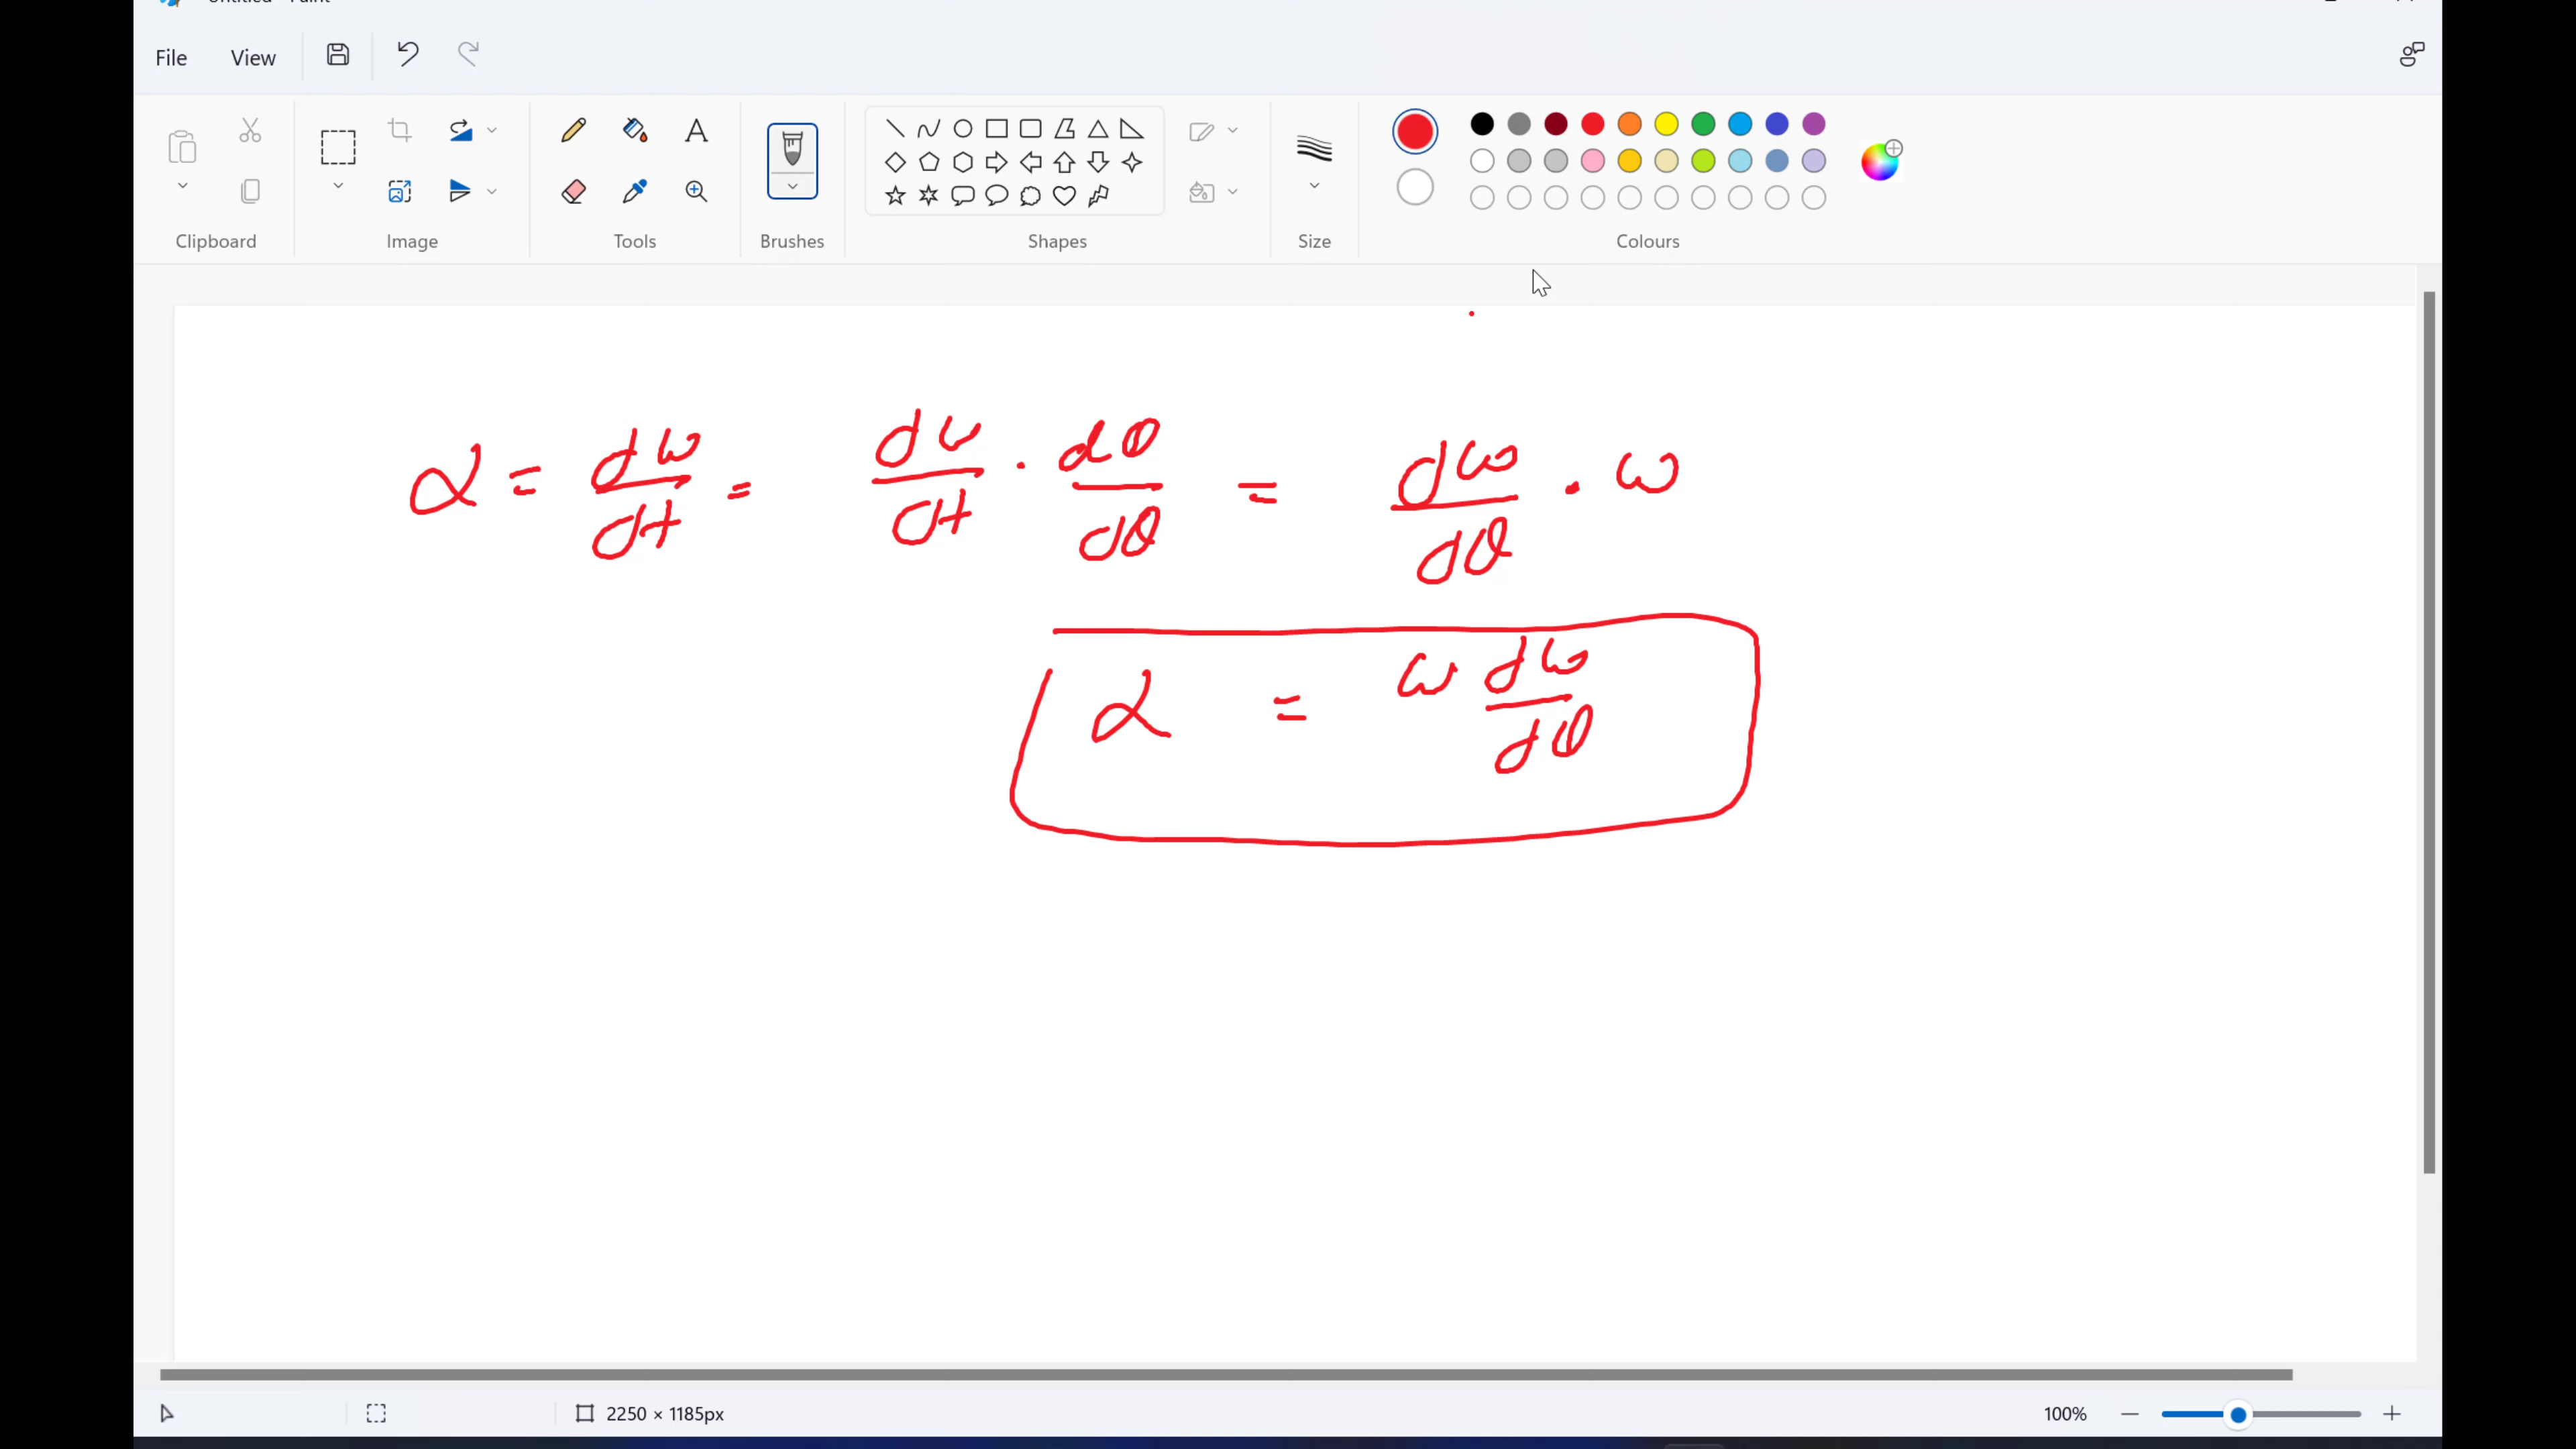 File View
Clipboard Image Tools Brushes Shapes Size Colours
α = dω/dt = dω/dt · dθ/dθ = dω/dθ · ω
α = ω dω/dθ
2250 × 1185px 100%